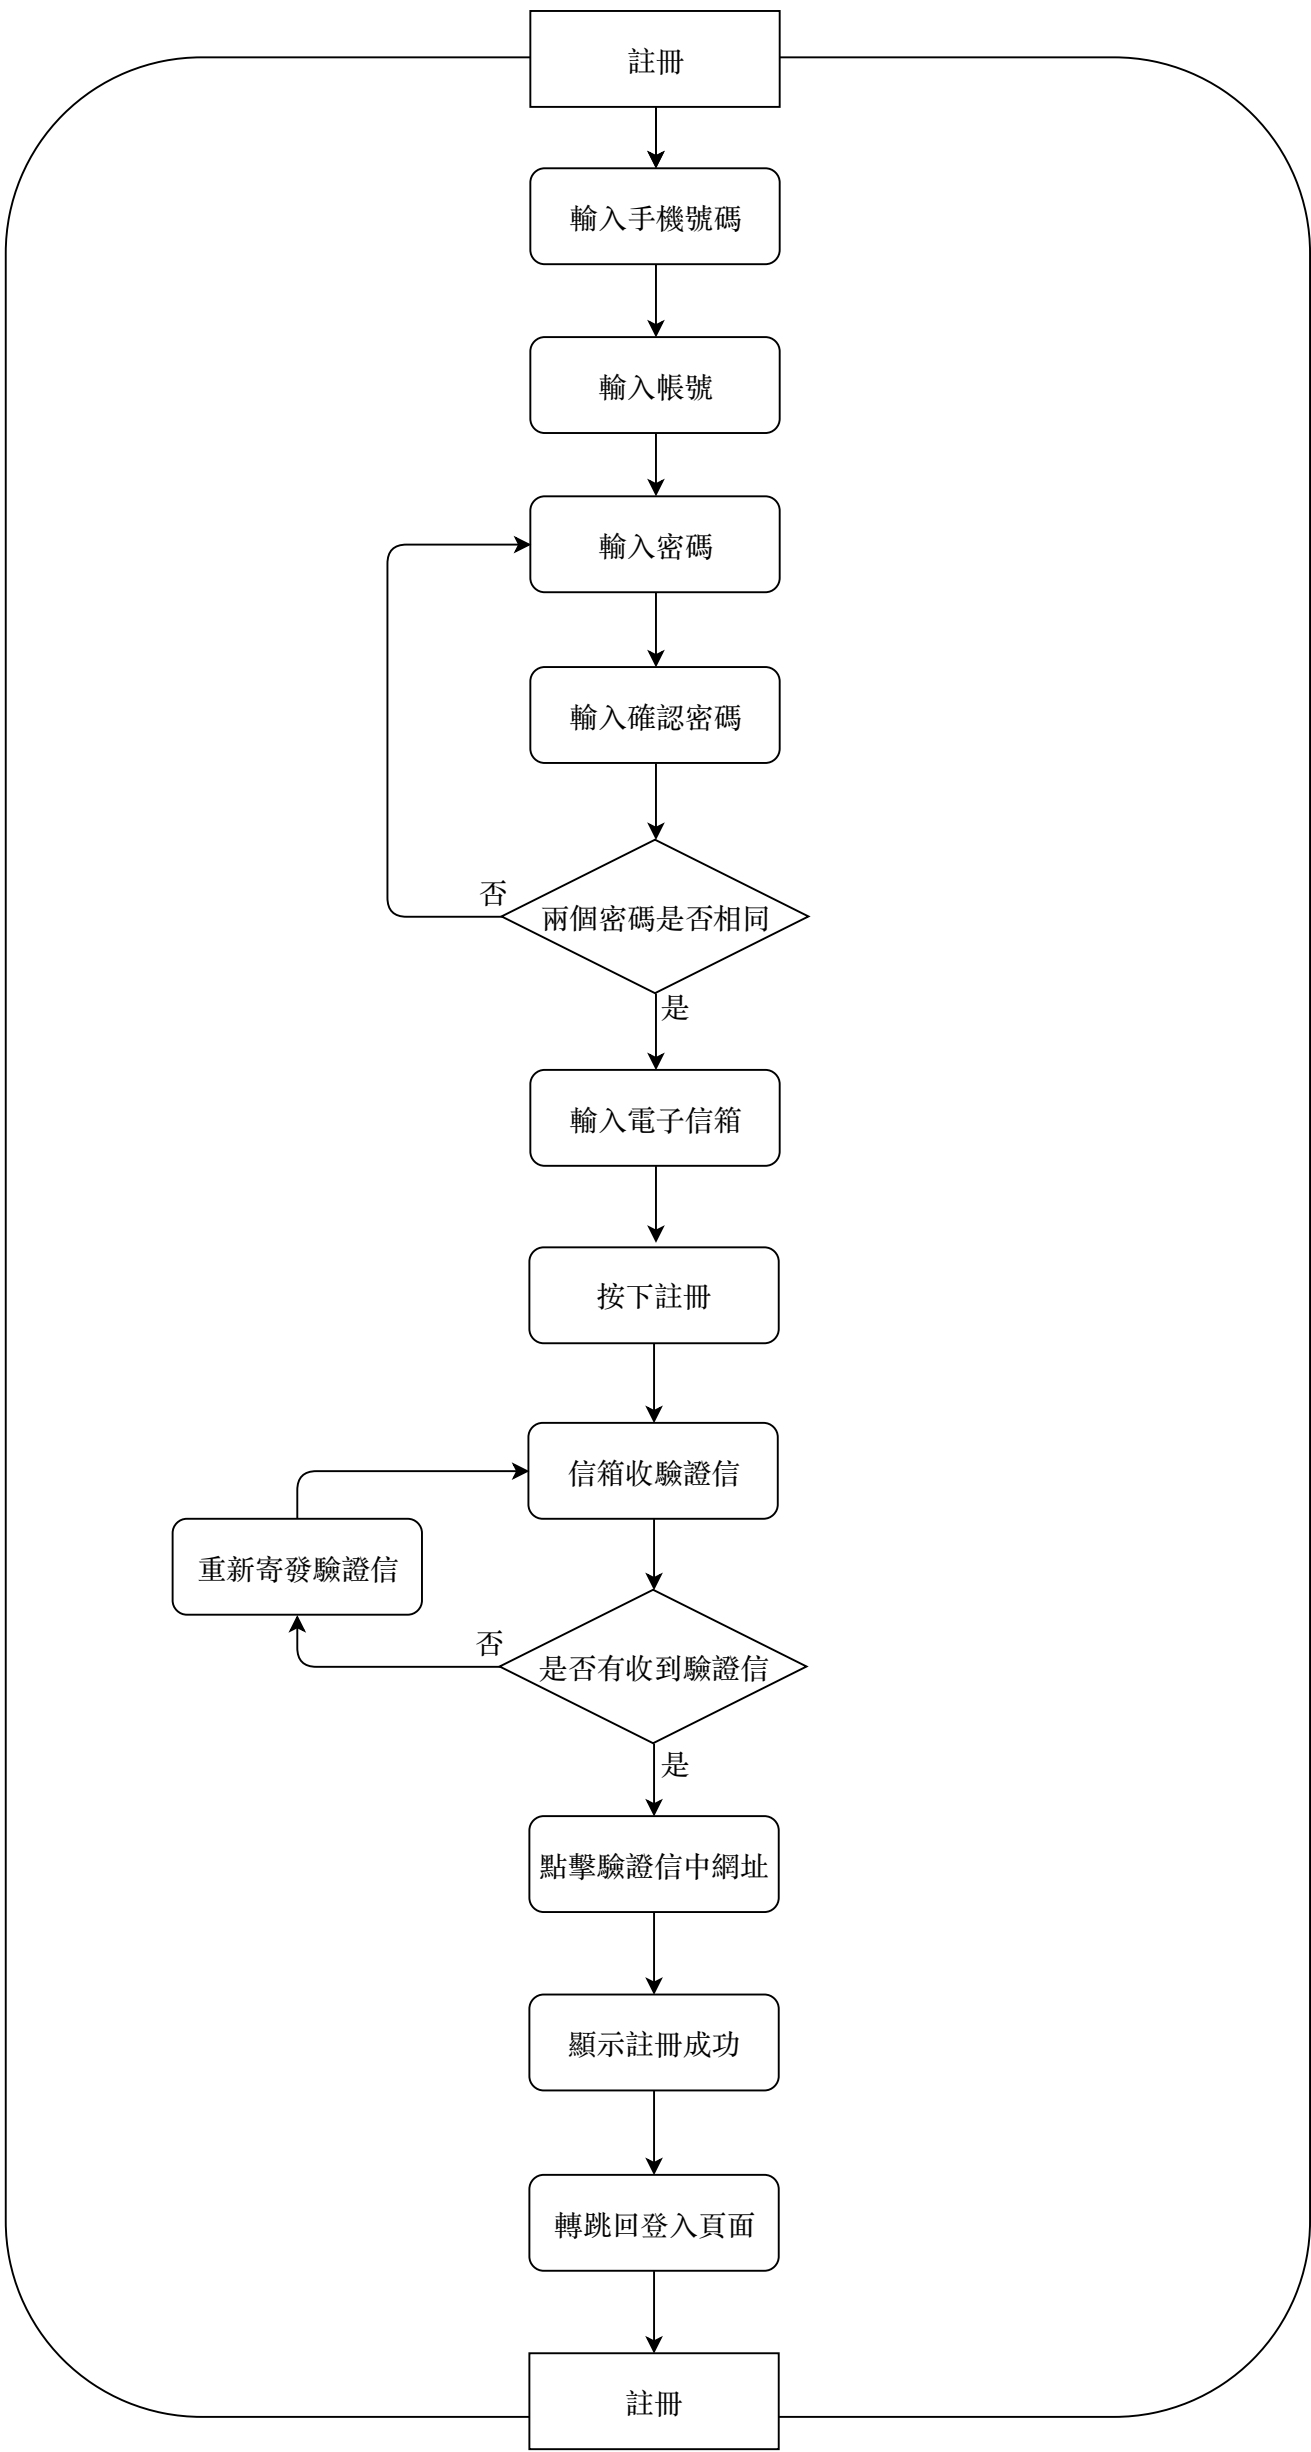 註冊
輸入手機號碼
輸入帳號
輸入密碼
輸入確認密碼
否
兩個密碼是否相同
是
輸入電子信箱
按下註冊
信箱收驗證信
重新寄發驗證信
否
是否有收到驗證信
是
點擊驗證信中網址
顯示註冊成功
轉跳回登入頁面
註冊